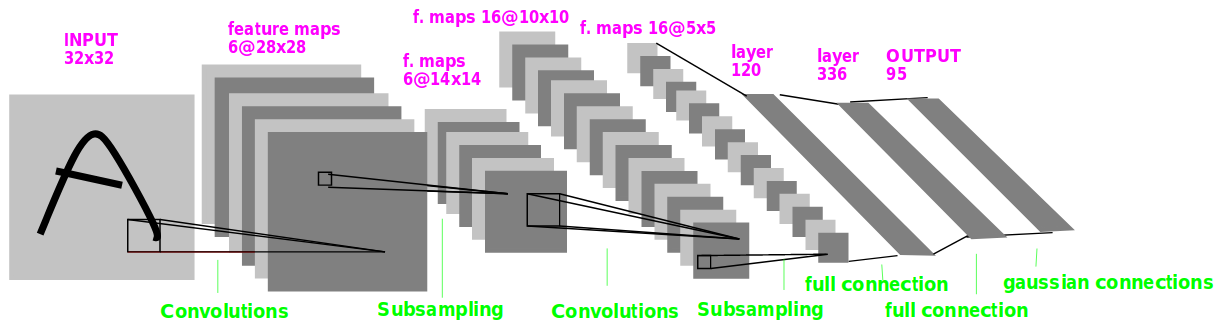 INPUT
32x32
feature maps
6@28x28
f. maps
6@14x14
f. maps 16@10x10
f. maps 16@5x5
layer
120
layer
336
OUTPUT
95
Convolutions
Subsampling
Convolutions
Subsampling
full connection
full connection
gaussian connections